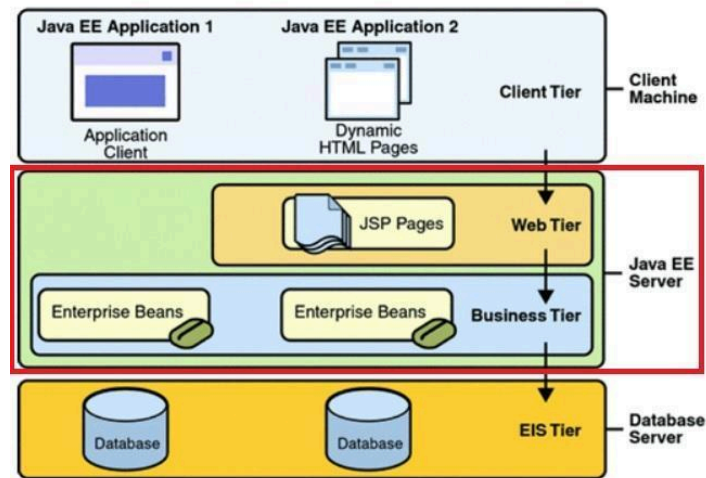 Java EE Application 1
Java EE Application 2
Application
Client
Dynamic
HTML Pages
Client Tier
Client
Machine
JSP Pages
Web Tier
Java EE
Server
Enterprise Beans
Enterprise Beans
Business Tier
Database
Database
EIS Tier
Database
Server